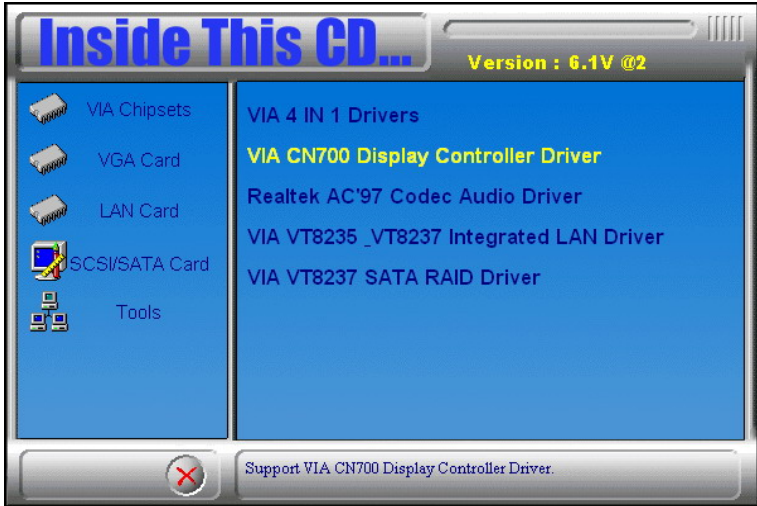 Inside This CD...
Version : 6.1V @2
VIA Chipsets
VGA Card
LAN Card
SCSI/SATA Card
Tools
VIA 4 IN 1 Drivers
VIA CN700 Display Controller Driver
Realtek AC'97 Codec Audio Driver
VIA VT8235 _VT8237 Integrated LAN Driver
VIA VT8237 SATA RAID Driver
Support VIA CN700 Display Controller Driver.